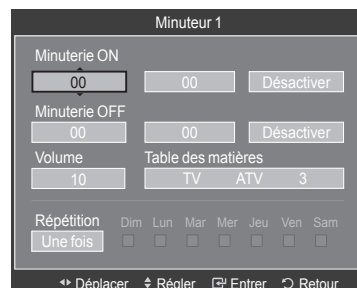 Minuteur 1
Minuterie ON
00 00 Désactiver
Minuterie OFF
00 00 Désactiver
Volume Table des matières
10 TV ATV 3
Répétition Dim Lun Mar Mer Jeu Ven Sam
Une fois
Déplacer Régler Entrer Retour